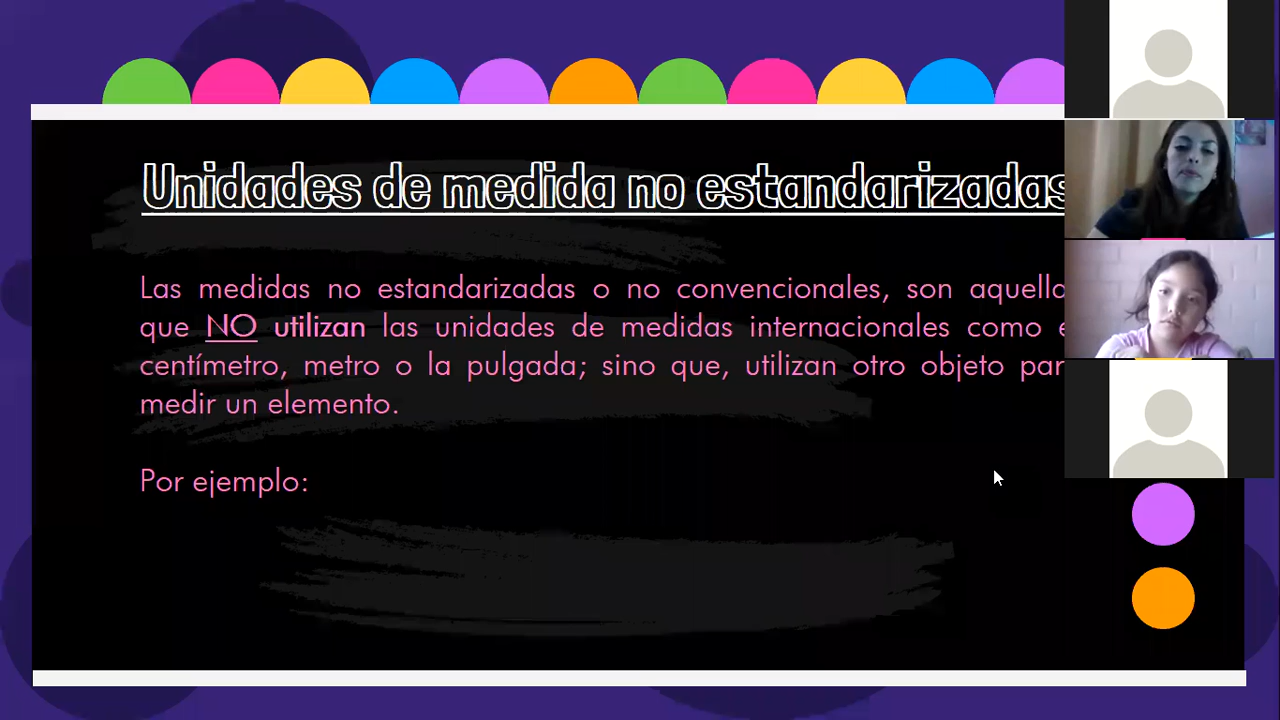 Unidades de medida no estandarizadas
Las medidas no estandarizadas o no convencionales, son aquella
que NO utilizan las unidades de medidas internacionales como e
centímetro, metro o la pulgada; sino que, utilizan otro objeto par
medir un elemento.
Por ejemplo: